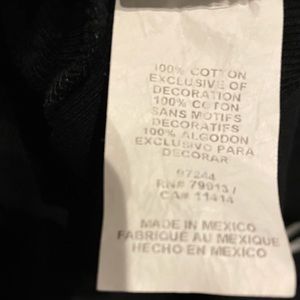 100% COTTON
EXCLUSIVE OF
DECORATION
100% COTON
SANS MOTIFS
DECORATIFS
100% ALGODON
EXCLUSIVO PARA
DECORAR
97244
RN# 79013 /
CA# 11414
MADE IN MEXICO
FABRIQUE AU MEXIQUE
HECHO EN MEXICO